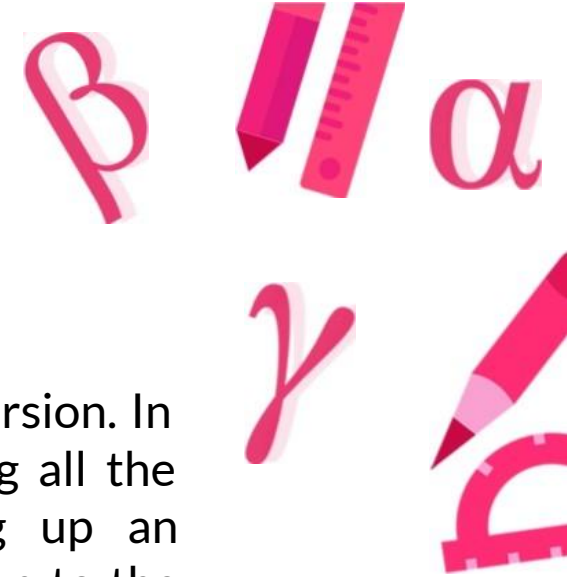 β
α
γ
rsion. In
g all the
up an